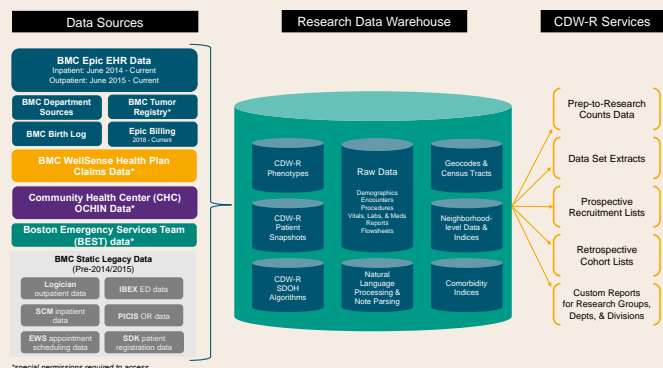 Data Sources
Research Data Warehouse
CDW-R Services
BMC Epic EHR Data
Inpatient: June 2014 - Current
Outpatient: June 2015 - Current
BMC Department
Sources
BMC Tumor
Registry*
BMC Birth Log
Epic Billing
2018 - Current
BMC WellSense Health Plan
Claims Data*
Community Health Center (CHC)
OCHIN Data*
Boston Emergency Services Team
(BEST) data*
BMC Static Legacy Data
(Pre-2014/2015)
Logician
outpatient data
IBEX ED data
SCM inpatient
data
PICIS OR data
EWS appointment
scheduling data
SDK patient
registration data
*special permissions required to access
CDW-R
Phenotypes
CDW-R
Patient
Snapshots
CDW-R
SDOH
Algorithms
Raw Data
Demographics
Encounters
Procedures
Vitals, Labs, & Meds
Reports
Flowsheets
Natural
Language
Processing &
Note Parsing
Geocodes &
Census Tracts
Neighborhood-
level Data &
Indices
Comorbidity
Indices
Prep-to-Research
Counts Data
Data Set Extracts
Prospective
Recruitment Lists
Retrospective
Cohort Lists
Custom Reports
for Research Groups,
Depts, & Divisions